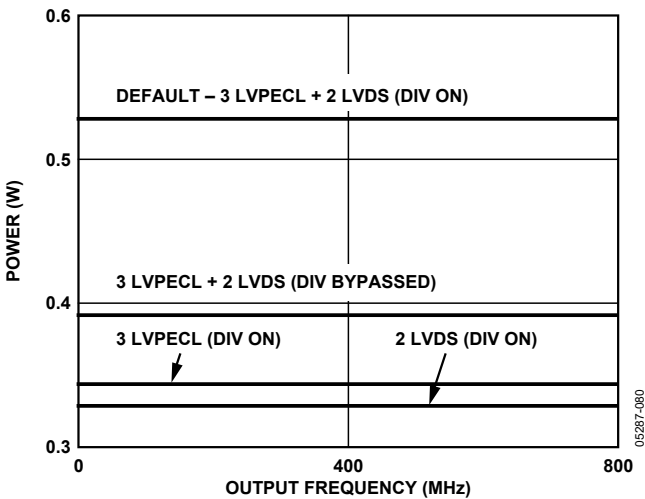 0.6
DEFAULT – 3 LVPECL + 2 LVDS (DIV ON)
0.5
POWER (W)
3 LVPECL + 2 LVDS (DIV BYPASSED)
0.4
3 LVPECL (DIV ON)
2 LVDS (DIV ON)
0.3
0
400
800
OUTPUT FREQUENCY (MHz)
05287-080